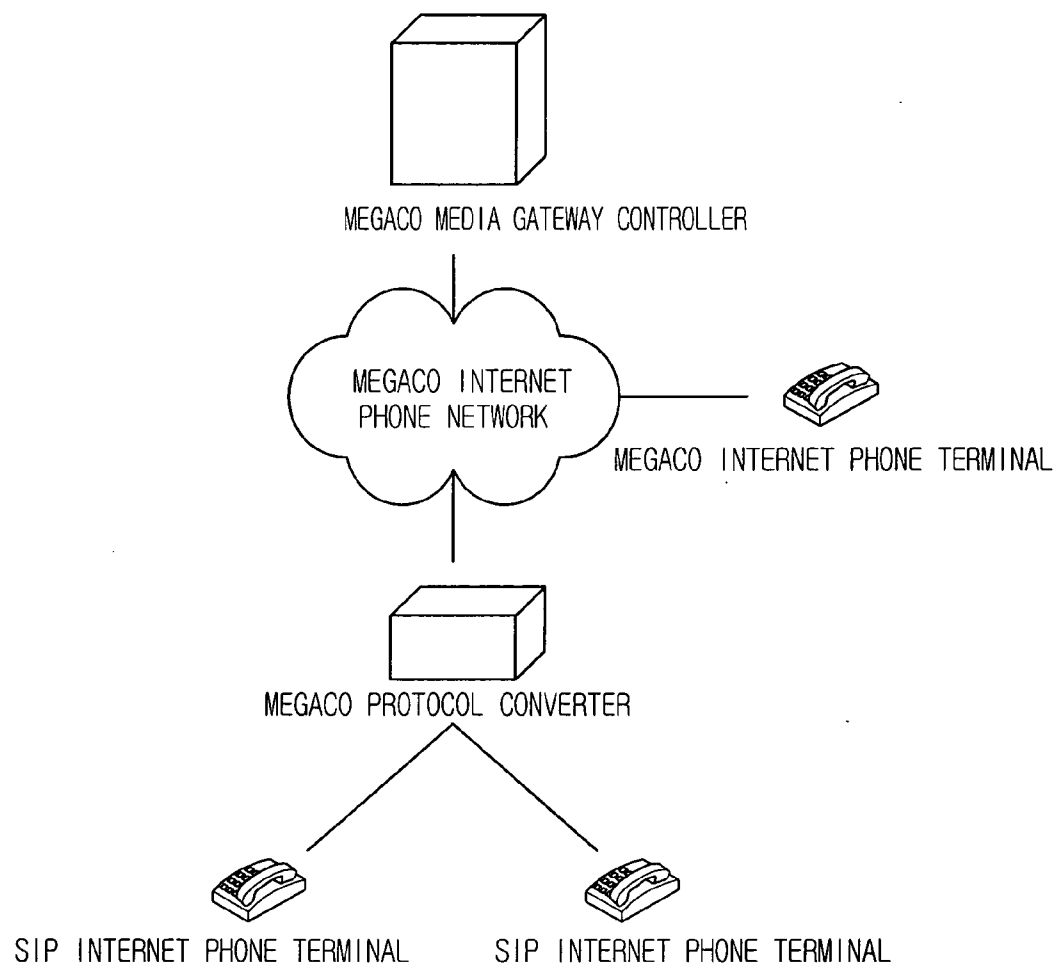 MEGACO MEDIA GATEWAY CONTROLLER
MEGACO INTERNET
PHONE NETWORK
MEGACO INTERNET PHONE TERMINAL
MEGACO PROTOCOL CONVERTER
SIP INTERNET PHONE TERMINAL
SIP INTERNET PHONE TERMINAL